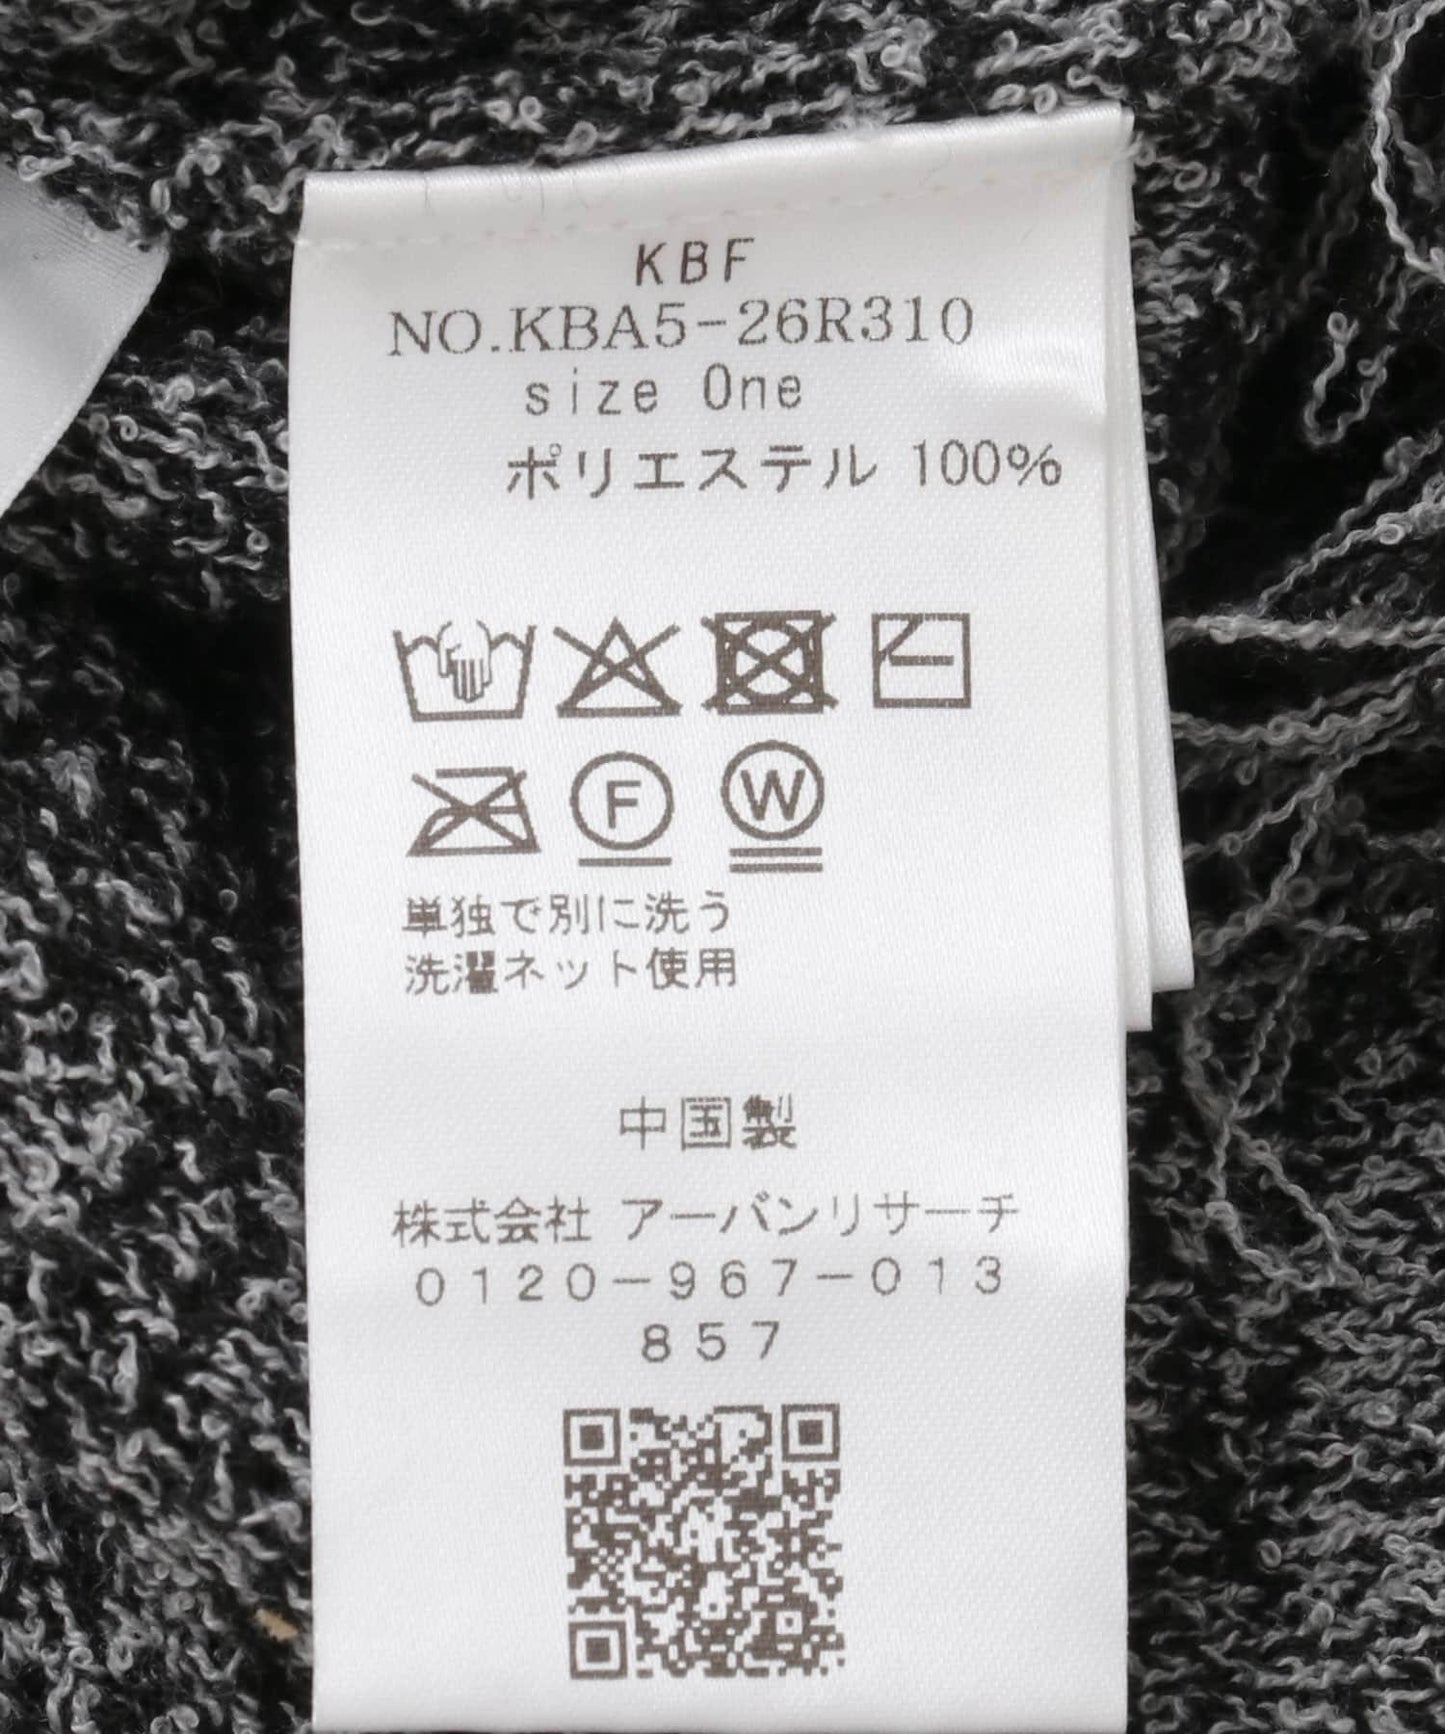 KBF
NO.KBA5-26R310
size One
ポリエステル 100%
F
W
単独で別に洗う
洗濯ネット使用
中国製
株式会社 アーバンリサーチ
0120-967-013
857